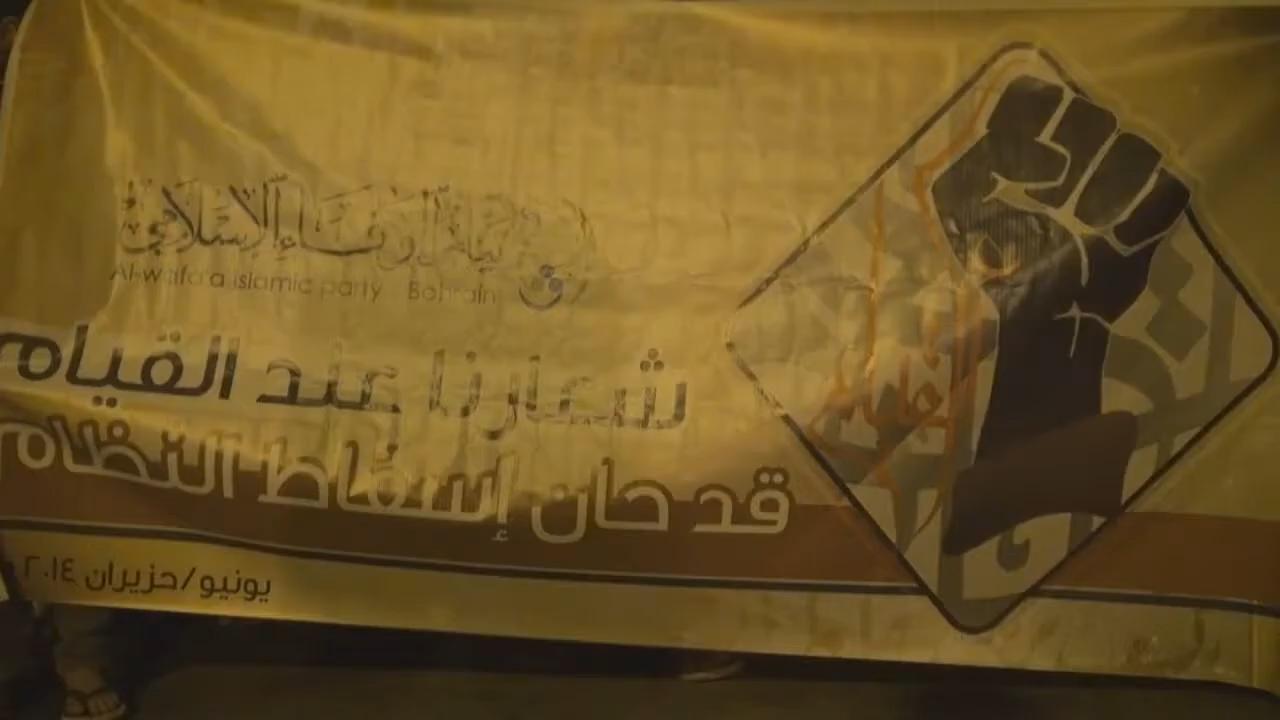 تيار الوفاء الإسلامي
Al-wafa'a islamic party Bahrain
شعارنا عند القيام
قد حان إسقاط النظام
يونيو/حزيران ٢٠١٤